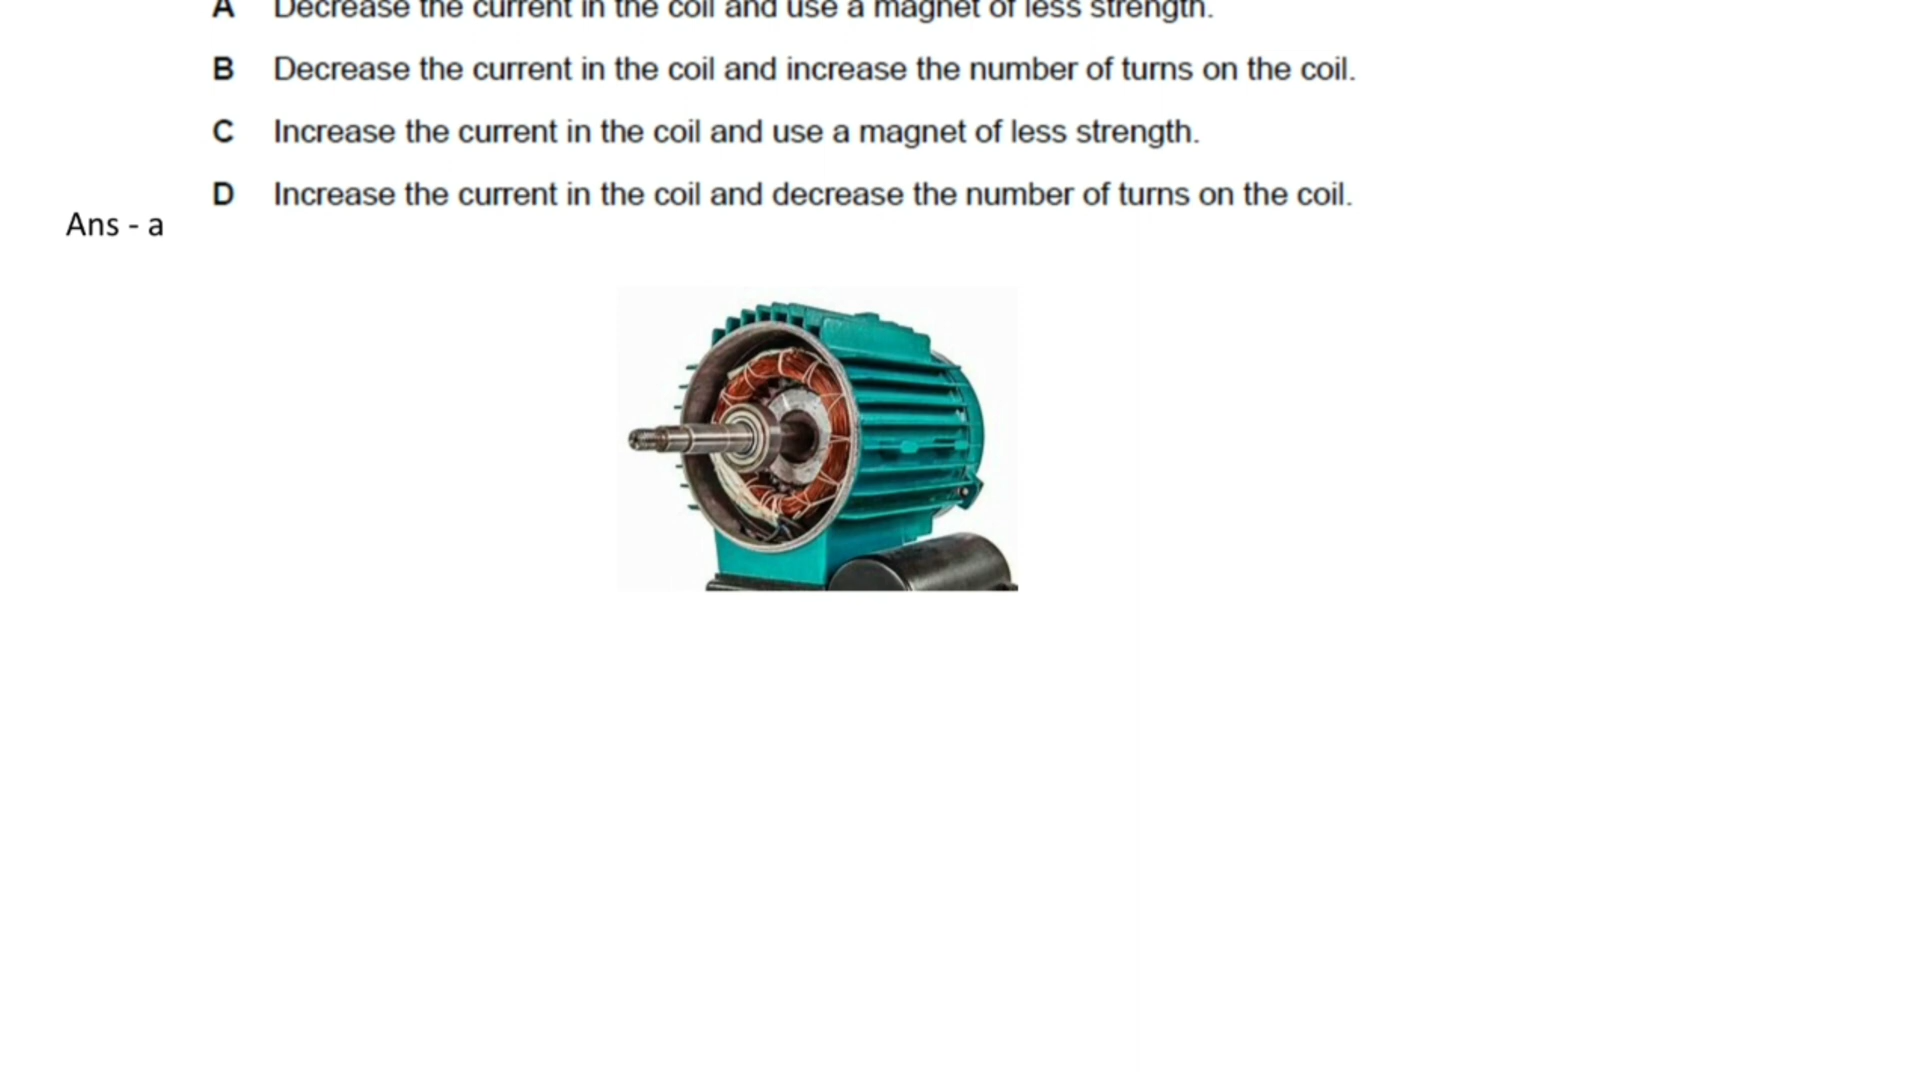 A Decrease the current in the coil and use a magnet of less strength.
B Decrease the current in the coil and increase the number of turns on the coil.
C Increase the current in the coil and use a magnet of less strength.
D Increase the current in the coil and decrease the number of turns on the coil.
Ans - a